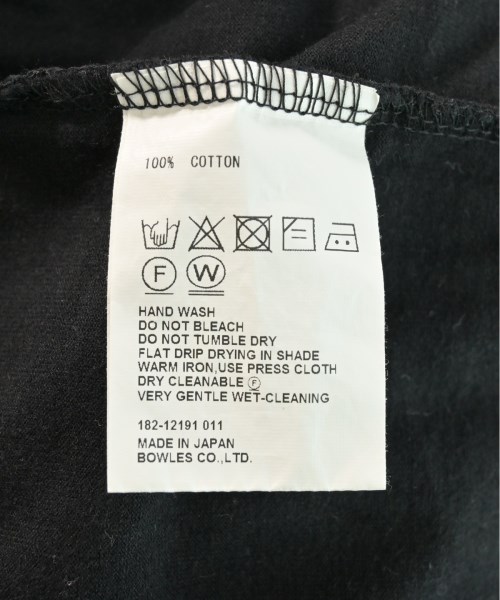 100% COTTON
F W
HAND WASH
DO NOT BLEACH
DO NOT TUMBLE DRY
FLAT DRIP DRYING IN SHADE
WARM IRON,USE PRESS CLOTH
DRY CLEANABLE Ⓕ
VERY GENTLE WET-CLEANING
182-12191 011
MADE IN JAPAN
BOWLES CO.,LTD.